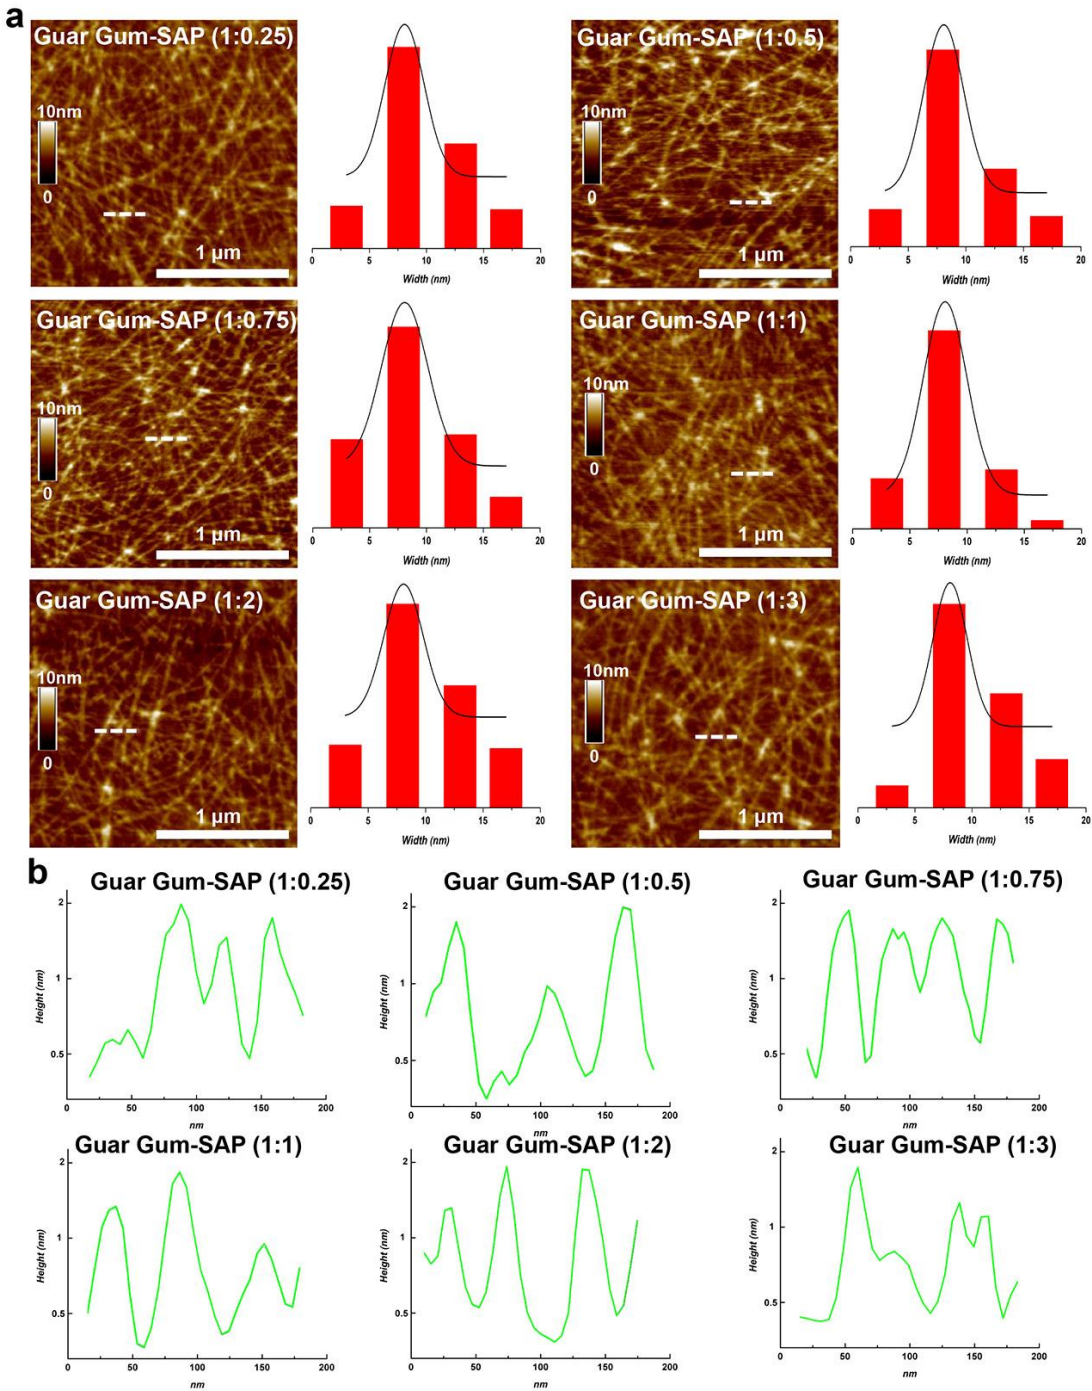 a
Guar Gum-SAP (1:0.25)
10nm
0
1 µm
0 5 10 15 20
Width (nm)
Guar Gum-SAP (1:0.5)
10nm
0
1 µm
0 5 10 15 20
Width (nm)
Guar Gum-SAP (1:0.75)
10nm
0
1 µm
0 5 10 15 20
Width (nm)
Guar Gum-SAP (1:1)
10nm
0
1 µm
0 5 10 15 20
Width (nm)
Guar Gum-SAP (1:2)
10nm
0
1 µm
0 5 10 15 20
Width (nm)
Guar Gum-SAP (1:3)
10nm
0
1 µm
0 5 10 15 20
Width (nm)
b
Guar Gum-SAP (1:0.25)
2
1
0.5
Height (nm)
0 50 100 150 200
nm
Guar Gum-SAP (1:0.5)
2
1
0.5
Height (nm)
0 50 100 150 200
nm
Guar Gum-SAP (1:0.75)
2
1
0.5
Height (nm)
0 50 100 150 200
nm
Guar Gum-SAP (1:1)
2
1
0.5
Height (nm)
0 50 100 150 200
nm
Guar Gum-SAP (1:2)
2
1
0.5
Height (nm)
0 50 100 150 200
nm
Guar Gum-SAP (1:3)
2
1
0.5
Height (nm)
0 50 100 150 200
nm